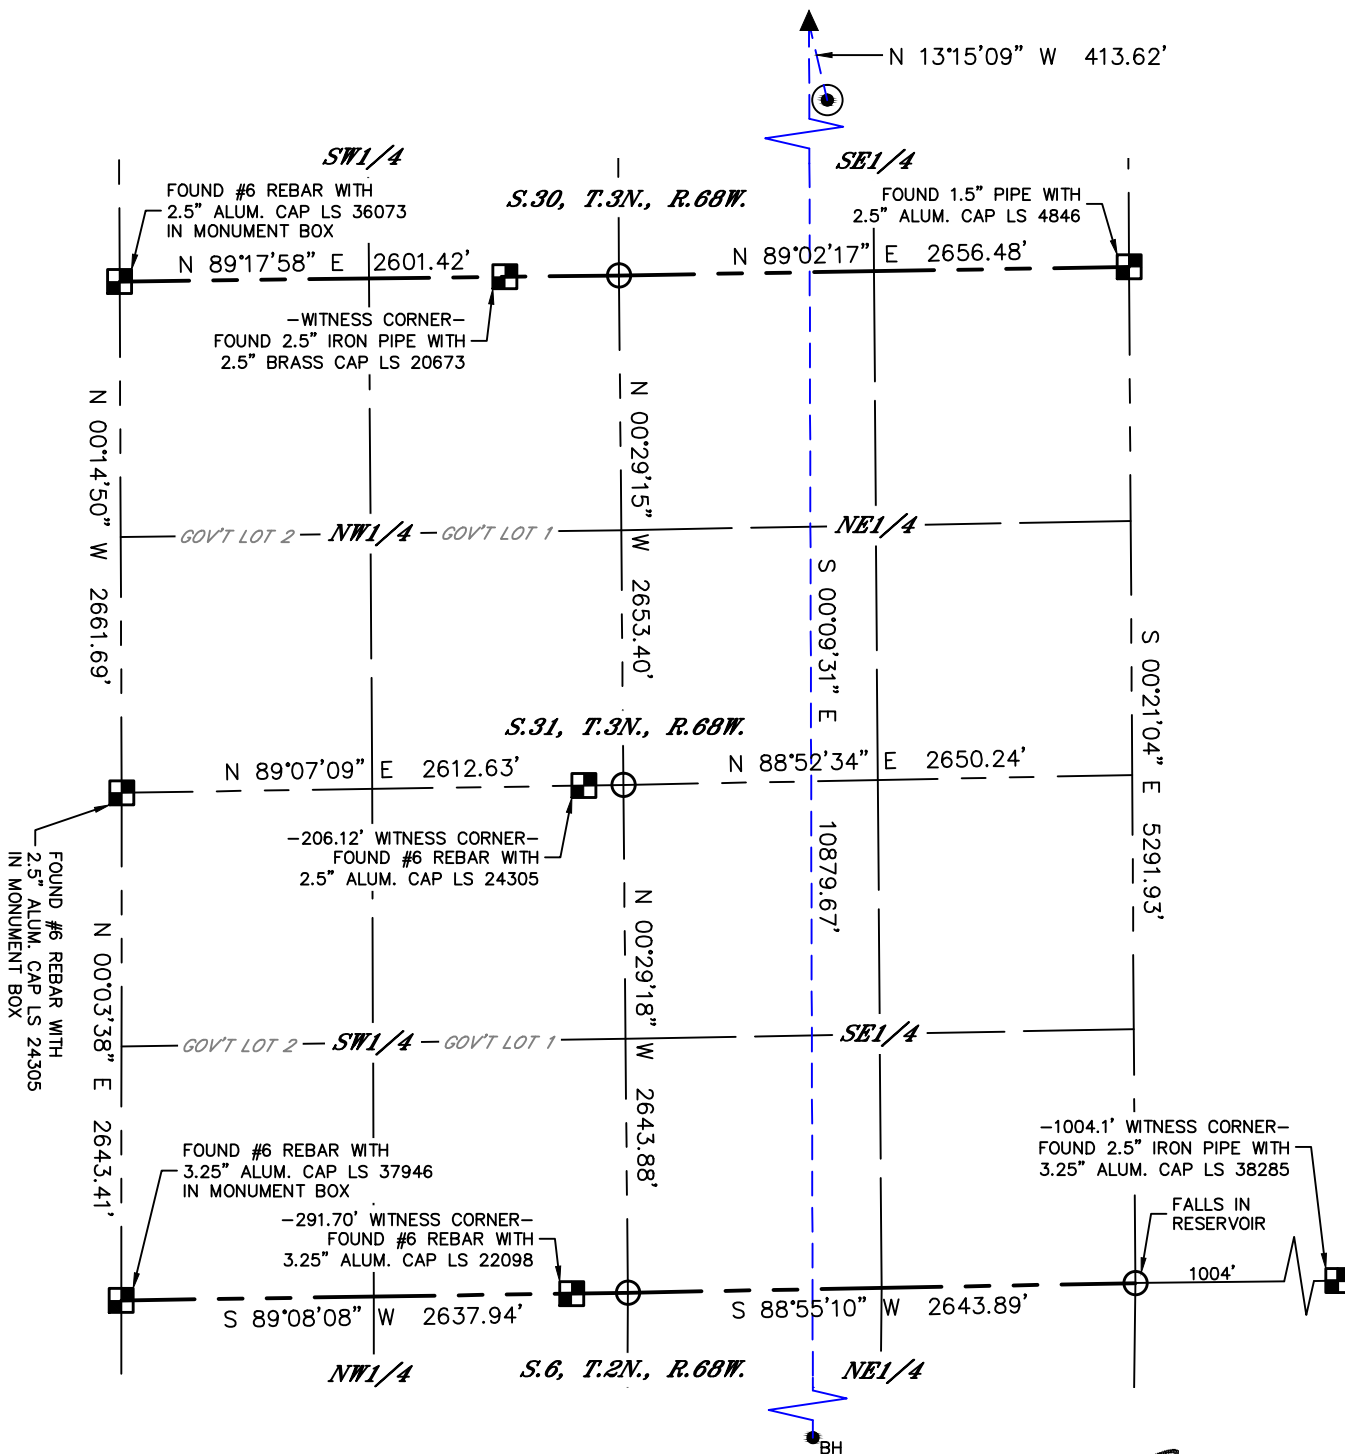 N 13°15'09" W 413.62'
SW1/4
SE1/4
FOUND #6 REBAR WITH
2.5" ALUM. CAP LS 36073
IN MONUMENT BOX
S.30, T.3N., R.68W.
FOUND 1.5" PIPE WITH
2.5" ALUM. CAP LS 4846
N 89°17'58" E 2601.42'
N 89°02'17" E 2656.48'
-WITNESS CORNER-
FOUND 2.5" IRON PIPE WITH
2.5" BRASS CAP LS 20673
N 00°14'50" W 2661.69'
N 00°29'15" W 2653.40'
GOV'T LOT 2
NW1/4
GOV'T LOT 1
NE1/4
S 00°09'31" E 10879.67'
S 00°21'04" E 5291.93'
S.31, T.3N., R.68W.
N 89°07'09" E 2612.63'
N 88°52'34" E 2650.24'
-206.12' WITNESS CORNER-
FOUND #6 REBAR WITH
2.5" ALUM. CAP LS 24305
FOUND #6 REBAR WITH
2.5" ALUM. CAP LS 24305
IN MONUMENT BOX
N 00°03'38" E 2643.41'
N 00°29'18" W 2643.88'
GOV'T LOT 2
SW1/4
GOV'T LOT 1
SE1/4
-1004.1' WITNESS CORNER-
FOUND 2.5" IRON PIPE WITH
3.25" ALUM. CAP LS 38285
FOUND #6 REBAR WITH
3.25" ALUM. CAP LS 37946
IN MONUMENT BOX
FALLS IN
RESERVOIR
-291.70' WITNESS CORNER-
FOUND #6 REBAR WITH
3.25" ALUM. CAP LS 22098
1004'
S 89°08'08" W 2637.94'
S 88°55'10" W 2643.89'
NW1/4
S.6, T.2N., R.68W.
NE1/4
BH